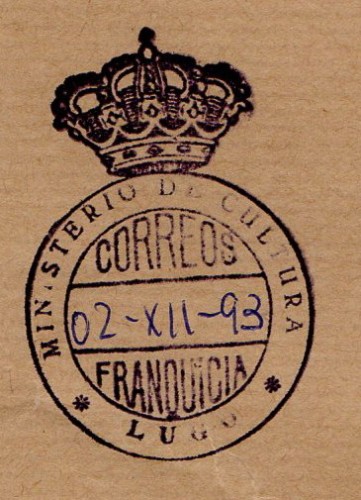 MINISTERIO DE CULTURA
CORREOS
02-XII-93
FRANQUICIA
* LUGO *